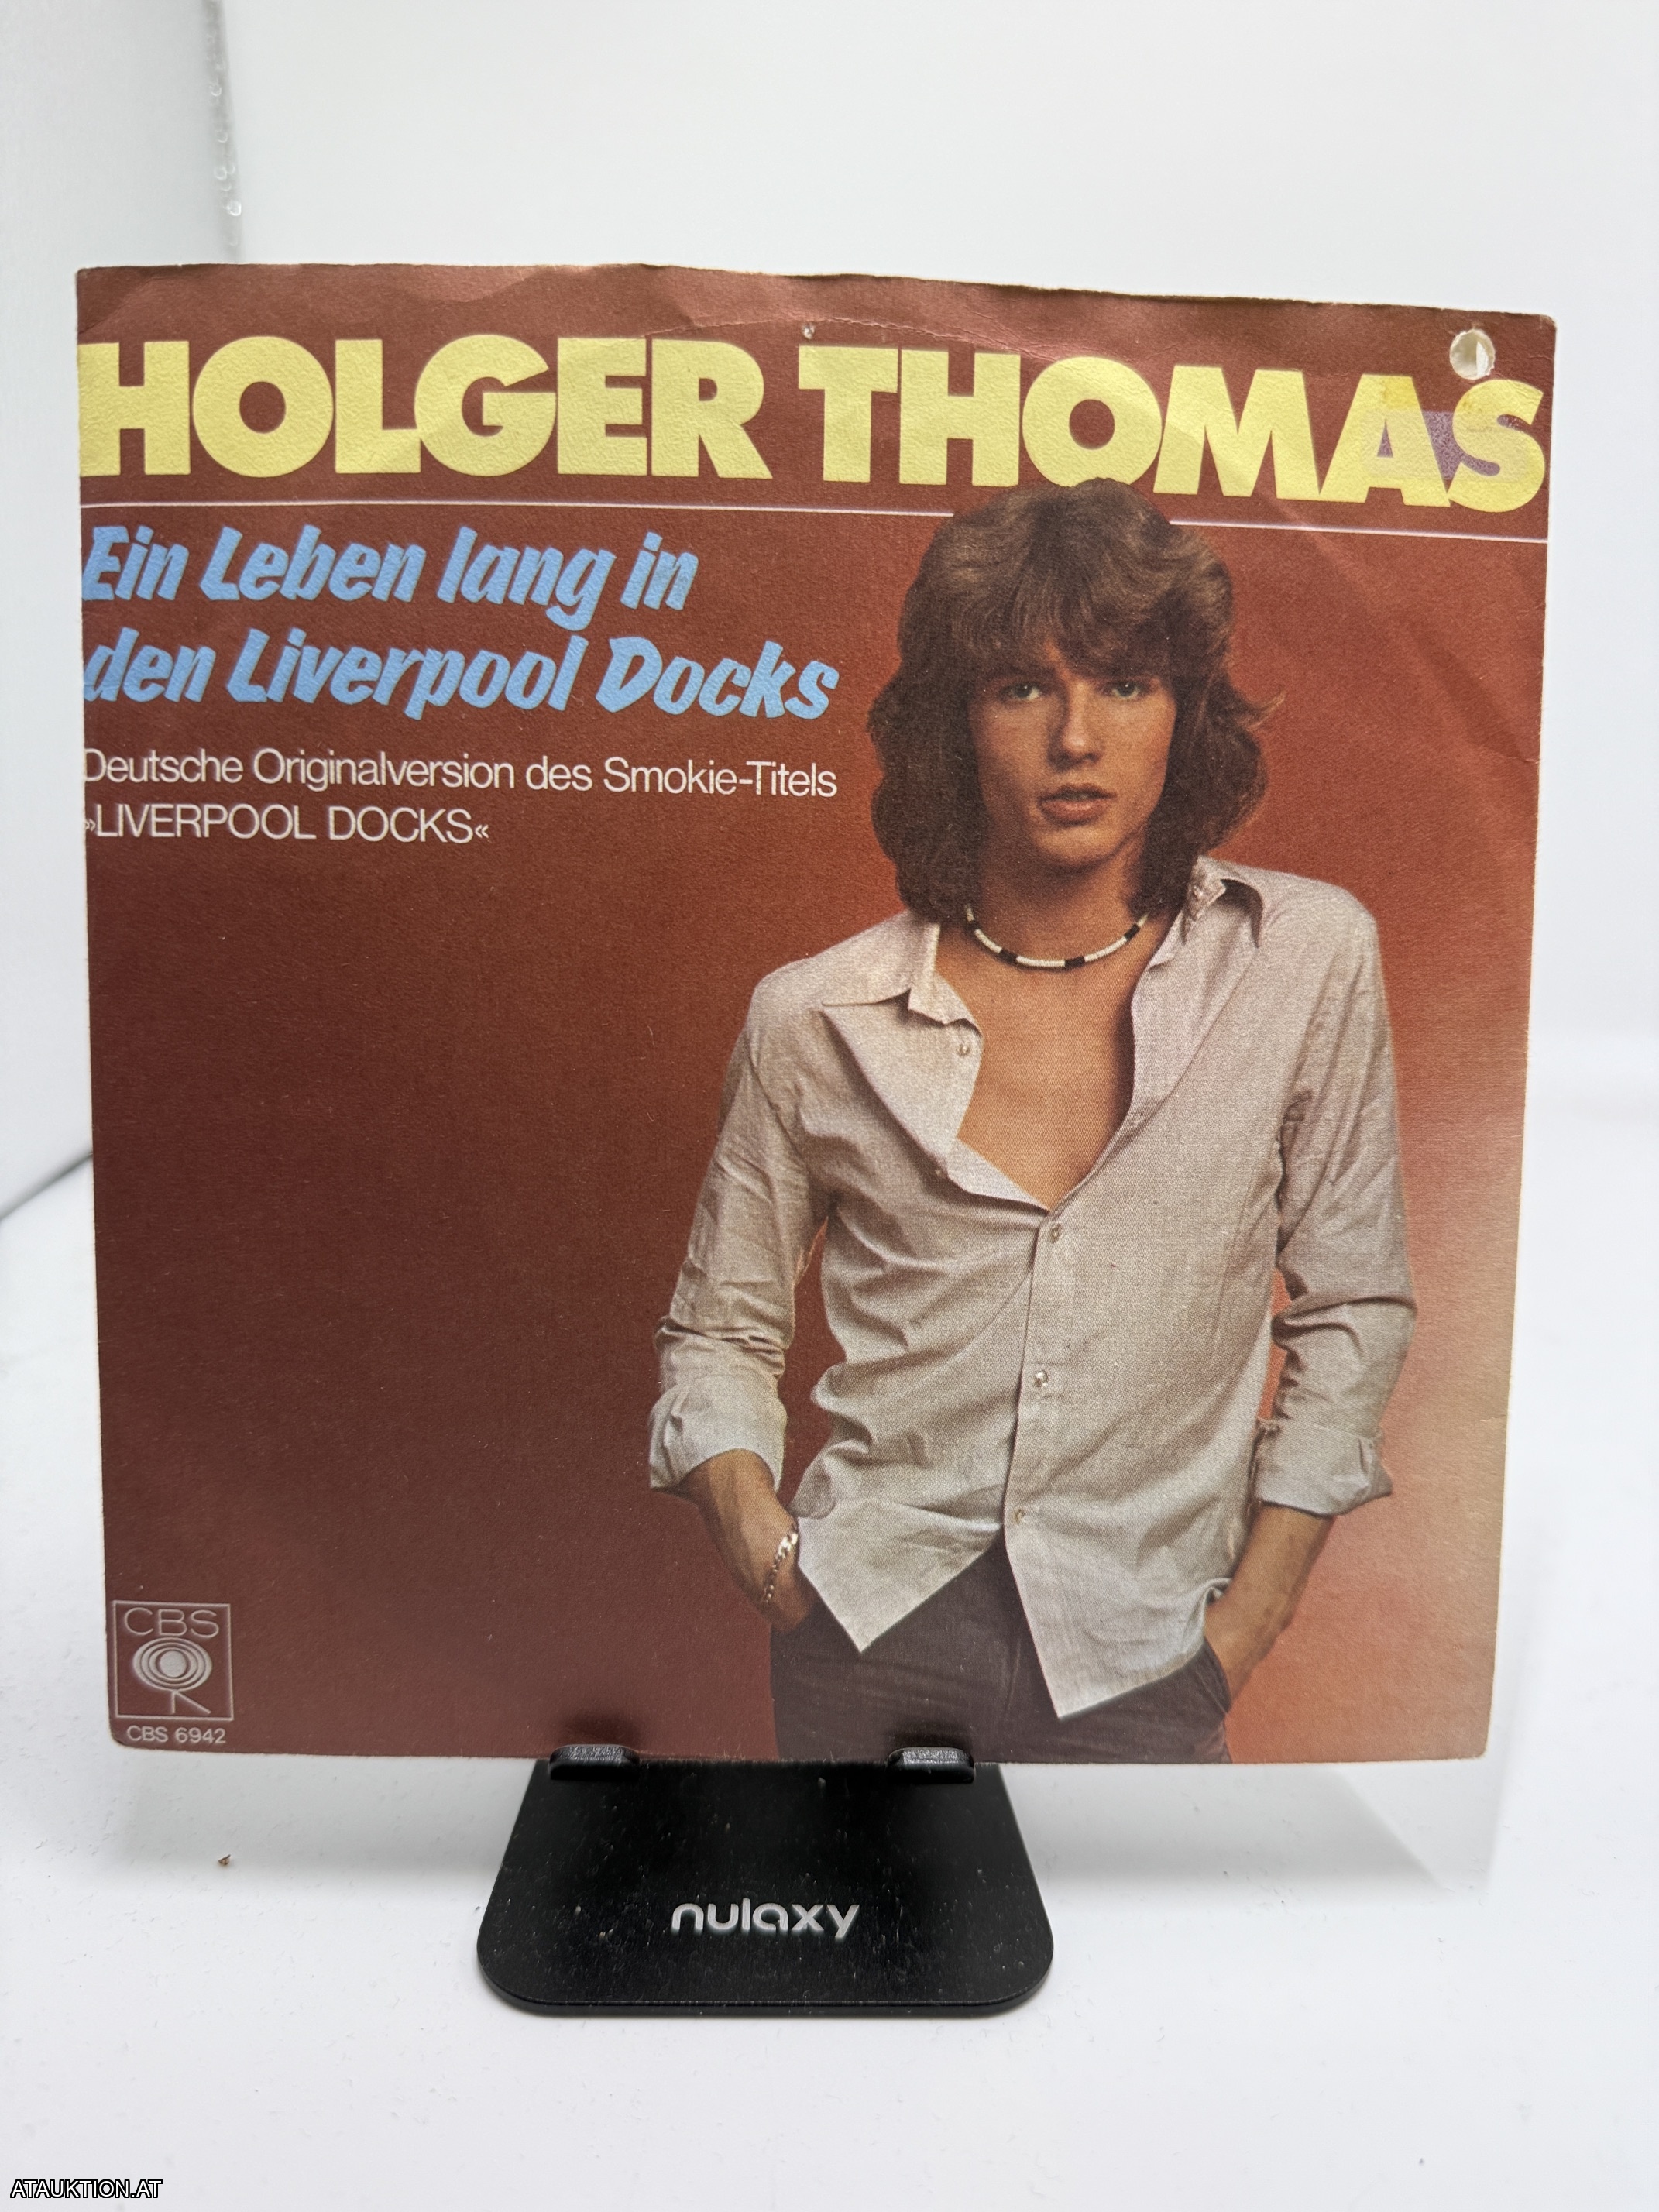 HOLGER THOMAS
Ein Leben lang in
den Liverpool Docks
Deutsche Originalversion des Smokie-Titels
»LIVERPOOL DOCKS«
CBS
CBS 6942
nulaxy
ATAUKTION.AT